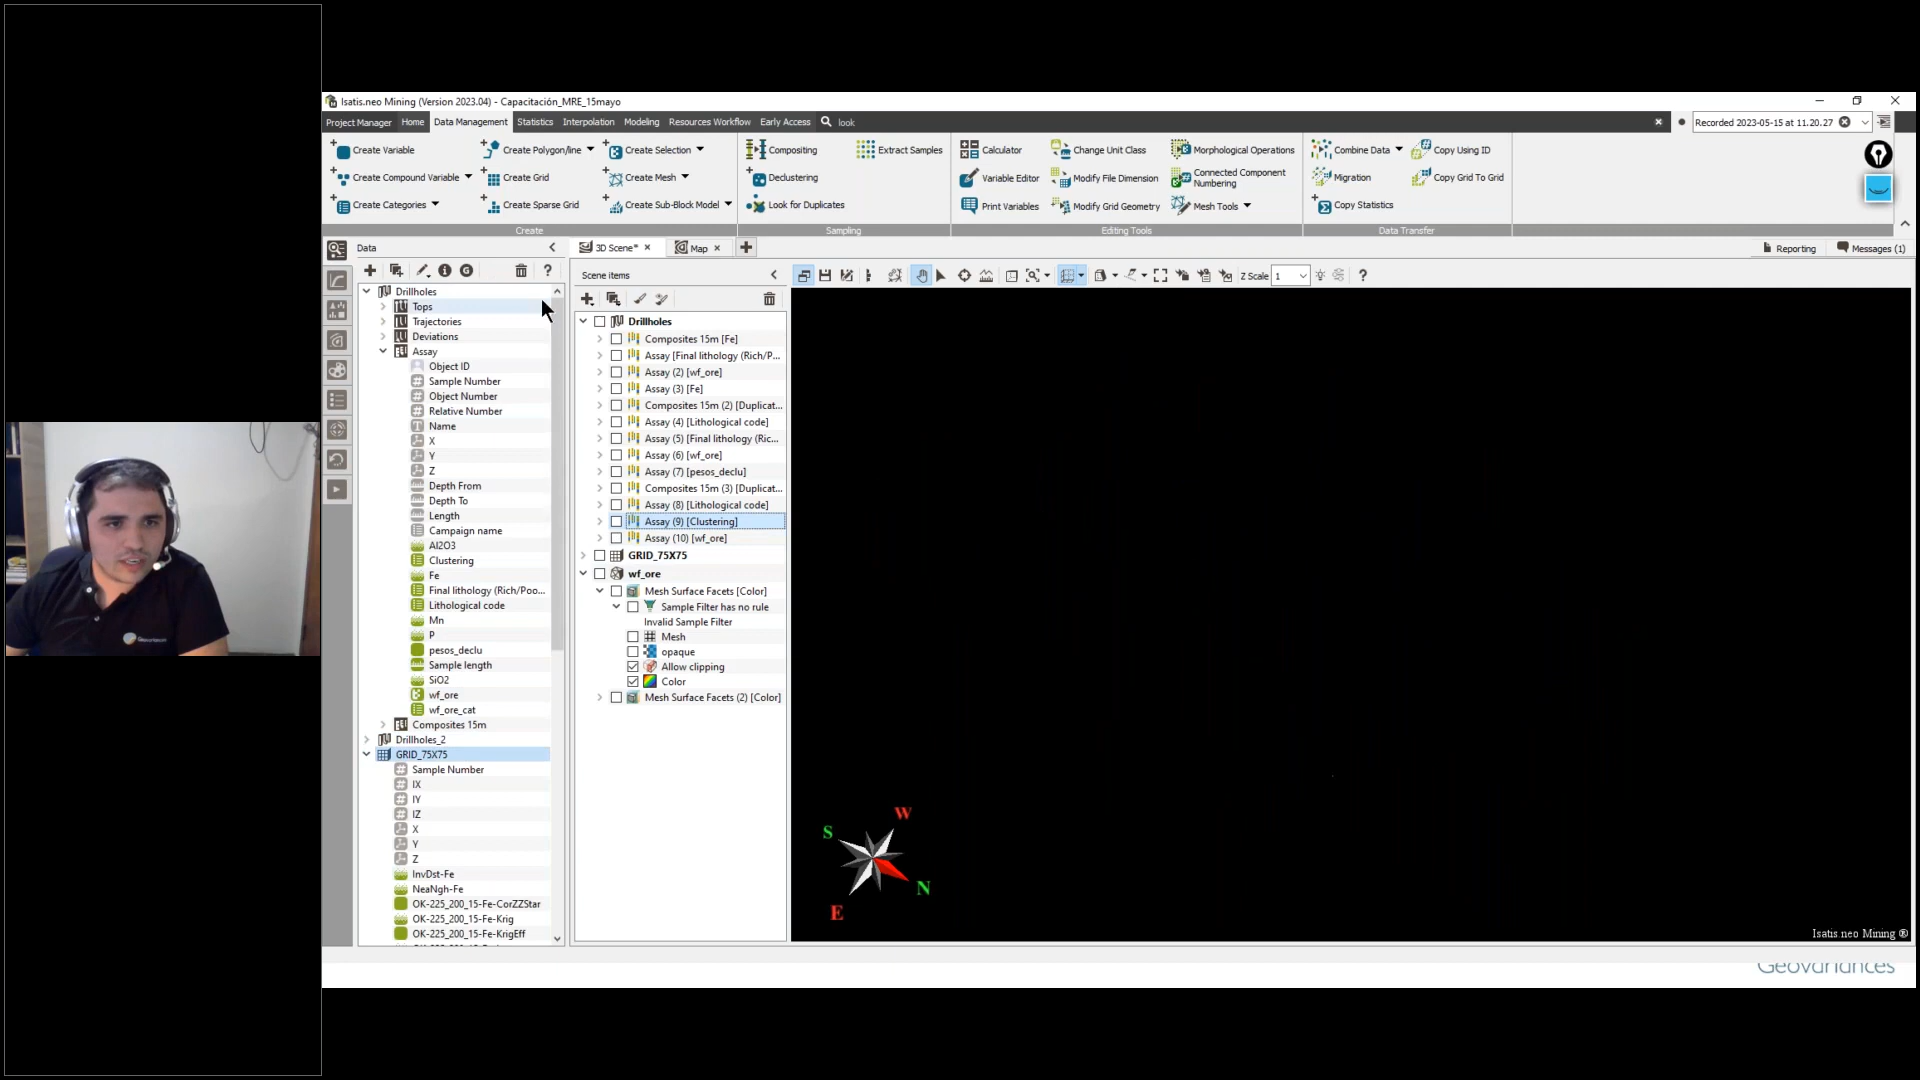 Isatis.neo Mining (Version 2023.04) - Capacitación_MRE_15mayo
Project Manager Home Data Management Statistics Interpolation Modeling Resources Workflow Early Access look
Recorded 2023-05-15 at 11.20.27
Create Variable Create Polygon/line Create Selection Compositing Extract Samples Calculator Change Unit Class Morphological Operations Combine Data Copy Using ID
Create Compound Variable Create Grid Create Mesh Declustering Variable Editor Modify File Dimension Connected Component Numbering Migration Copy Grid To Grid
Create Categories Create Sparse Grid Create Sub-Block Model Look for Duplicates Print Variables Modify Grid Geometry Mesh Tools Copy Statistics
Create Sampling Editing Tools Data Transfer
Data
3D Scene* Map
Reporting Messages (1)
Drillholes
Tops
Trajectories
Deviations
Assay
Object ID
Sample Number
Object Number
Relative Number
Name
X
Y
Z
Depth From
Depth To
Length
Campaign name
Al2O3
Clustering
Fe
Final lithology (Rich/Poo...
Lithological code
Mn
P
pesos_declu
Sample length
SiO2
wf_ore
wf_ore_cat
Composites 15m
Drillholes_2
GRID_75X75
Sample Number
IX
IY
IZ
X
Y
Z
InvDst-Fe
NeaNgh-Fe
OK-225_200_15-Fe-CorZZStar
OK-225_200_15-Fe-Krig
OK-225_200_15-Fe-KrigEff
Scene items
Drillholes
Composites 15m [Fe]
Assay [Final lithology (Rich/P...
Assay (2) [wf_ore]
Assay (3) [Fe]
Composites 15m (2) [Duplicat...
Assay (4) [Lithological code]
Assay (5) [Final lithology (Ric...
Assay (6) [wf_ore]
Assay (7) [pesos_declu]
Composites 15m (3) [Duplicat...
Assay (8) [Lithological code]
Assay (9) [Clustering]
Assay (10) [wf_ore]
GRID_75X75
wf_ore
Mesh Surface Facets [Color]
Sample Filter has no rule
Invalid Sample Filter
Mesh
opaque
Allow clipping
Color
Mesh Surface Facets (2) [Color]
Z Scale 1
W
S
N
E
Isatis.neo Mining ®
Geovariances